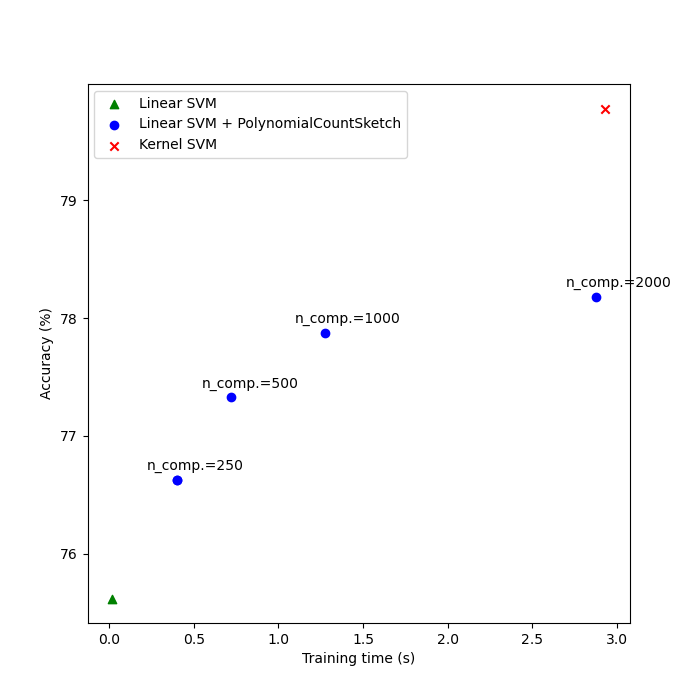 Linear SVM
Linear SVM + PolynomialCountSketch
Kernel SVM
79
78
77
76
Accuracy (%)
n_comp.=2000
n_comp.=1000
n_comp.=500
n_comp.=250
0.0 0.5 1.0 1.5 2.0 2.5 3.0
Training time (s)